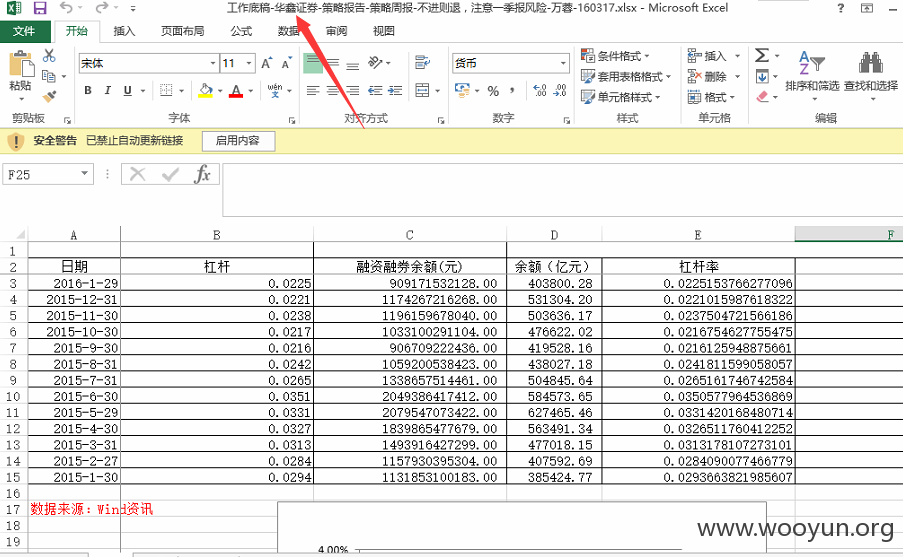 工作底稿-华鑫证券-策略报告-策略周报-不进则退，注意一季报风险-万蓉-160317.xlsx - Microsoft Excel
文件 开始 插入 页面布局 公式 数据 审阅 视图
宋体 11 货币 条件格式 插入
粘贴 B I U wén 文 % 套用表格格式 删除 排序和筛选 查找和选择
单元格样式 格式
剪贴板 字体 对齐方式 数字 样式 单元格 编辑
安全警告 已禁止自动更新链接 启用内容
F25 fx
A B C D E F
1
2 日期 杠杆 融资融券余额(元) 余额（亿元） 杠杆率
3 2016-1-29 0.0225 909171532128.00 403800.28 0.0225153766277096
4 2015-12-31 0.0221 1174267216268.00 531304.20 0.0221015987618322
5 2015-11-30 0.0238 1196159678040.00 503636.17 0.0237504721566186
6 2015-10-30 0.0217 1033100291104.00 476622.02 0.0216754627755475
7 2015-9-30 0.0216 906709222436.00 419528.16 0.0216125948875661
8 2015-8-31 0.0242 1059200538423.00 438027.18 0.0241811599058057
9 2015-7-31 0.0265 1338657514461.00 504845.64 0.0265161746742584
10 2015-6-30 0.0351 2049386417412.00 584573.65 0.0350577964536869
11 2015-5-29 0.0331 2079547073422.00 627465.46 0.0331420168480714
12 2015-4-30 0.0327 1839865477679.00 563491.34 0.0326511760412252
13 2015-3-31 0.0313 1493916427299.00 477018.15 0.0313178107273101
14 2015-2-27 0.0284 1157930395304.00 407592.69 0.0284090077466779
15 2015-1-30 0.0294 1131853100183.00 385424.77 0.0293663821985607
16
17 数据来源：Wind资讯
18
19
4.00%
www.wooyun.org